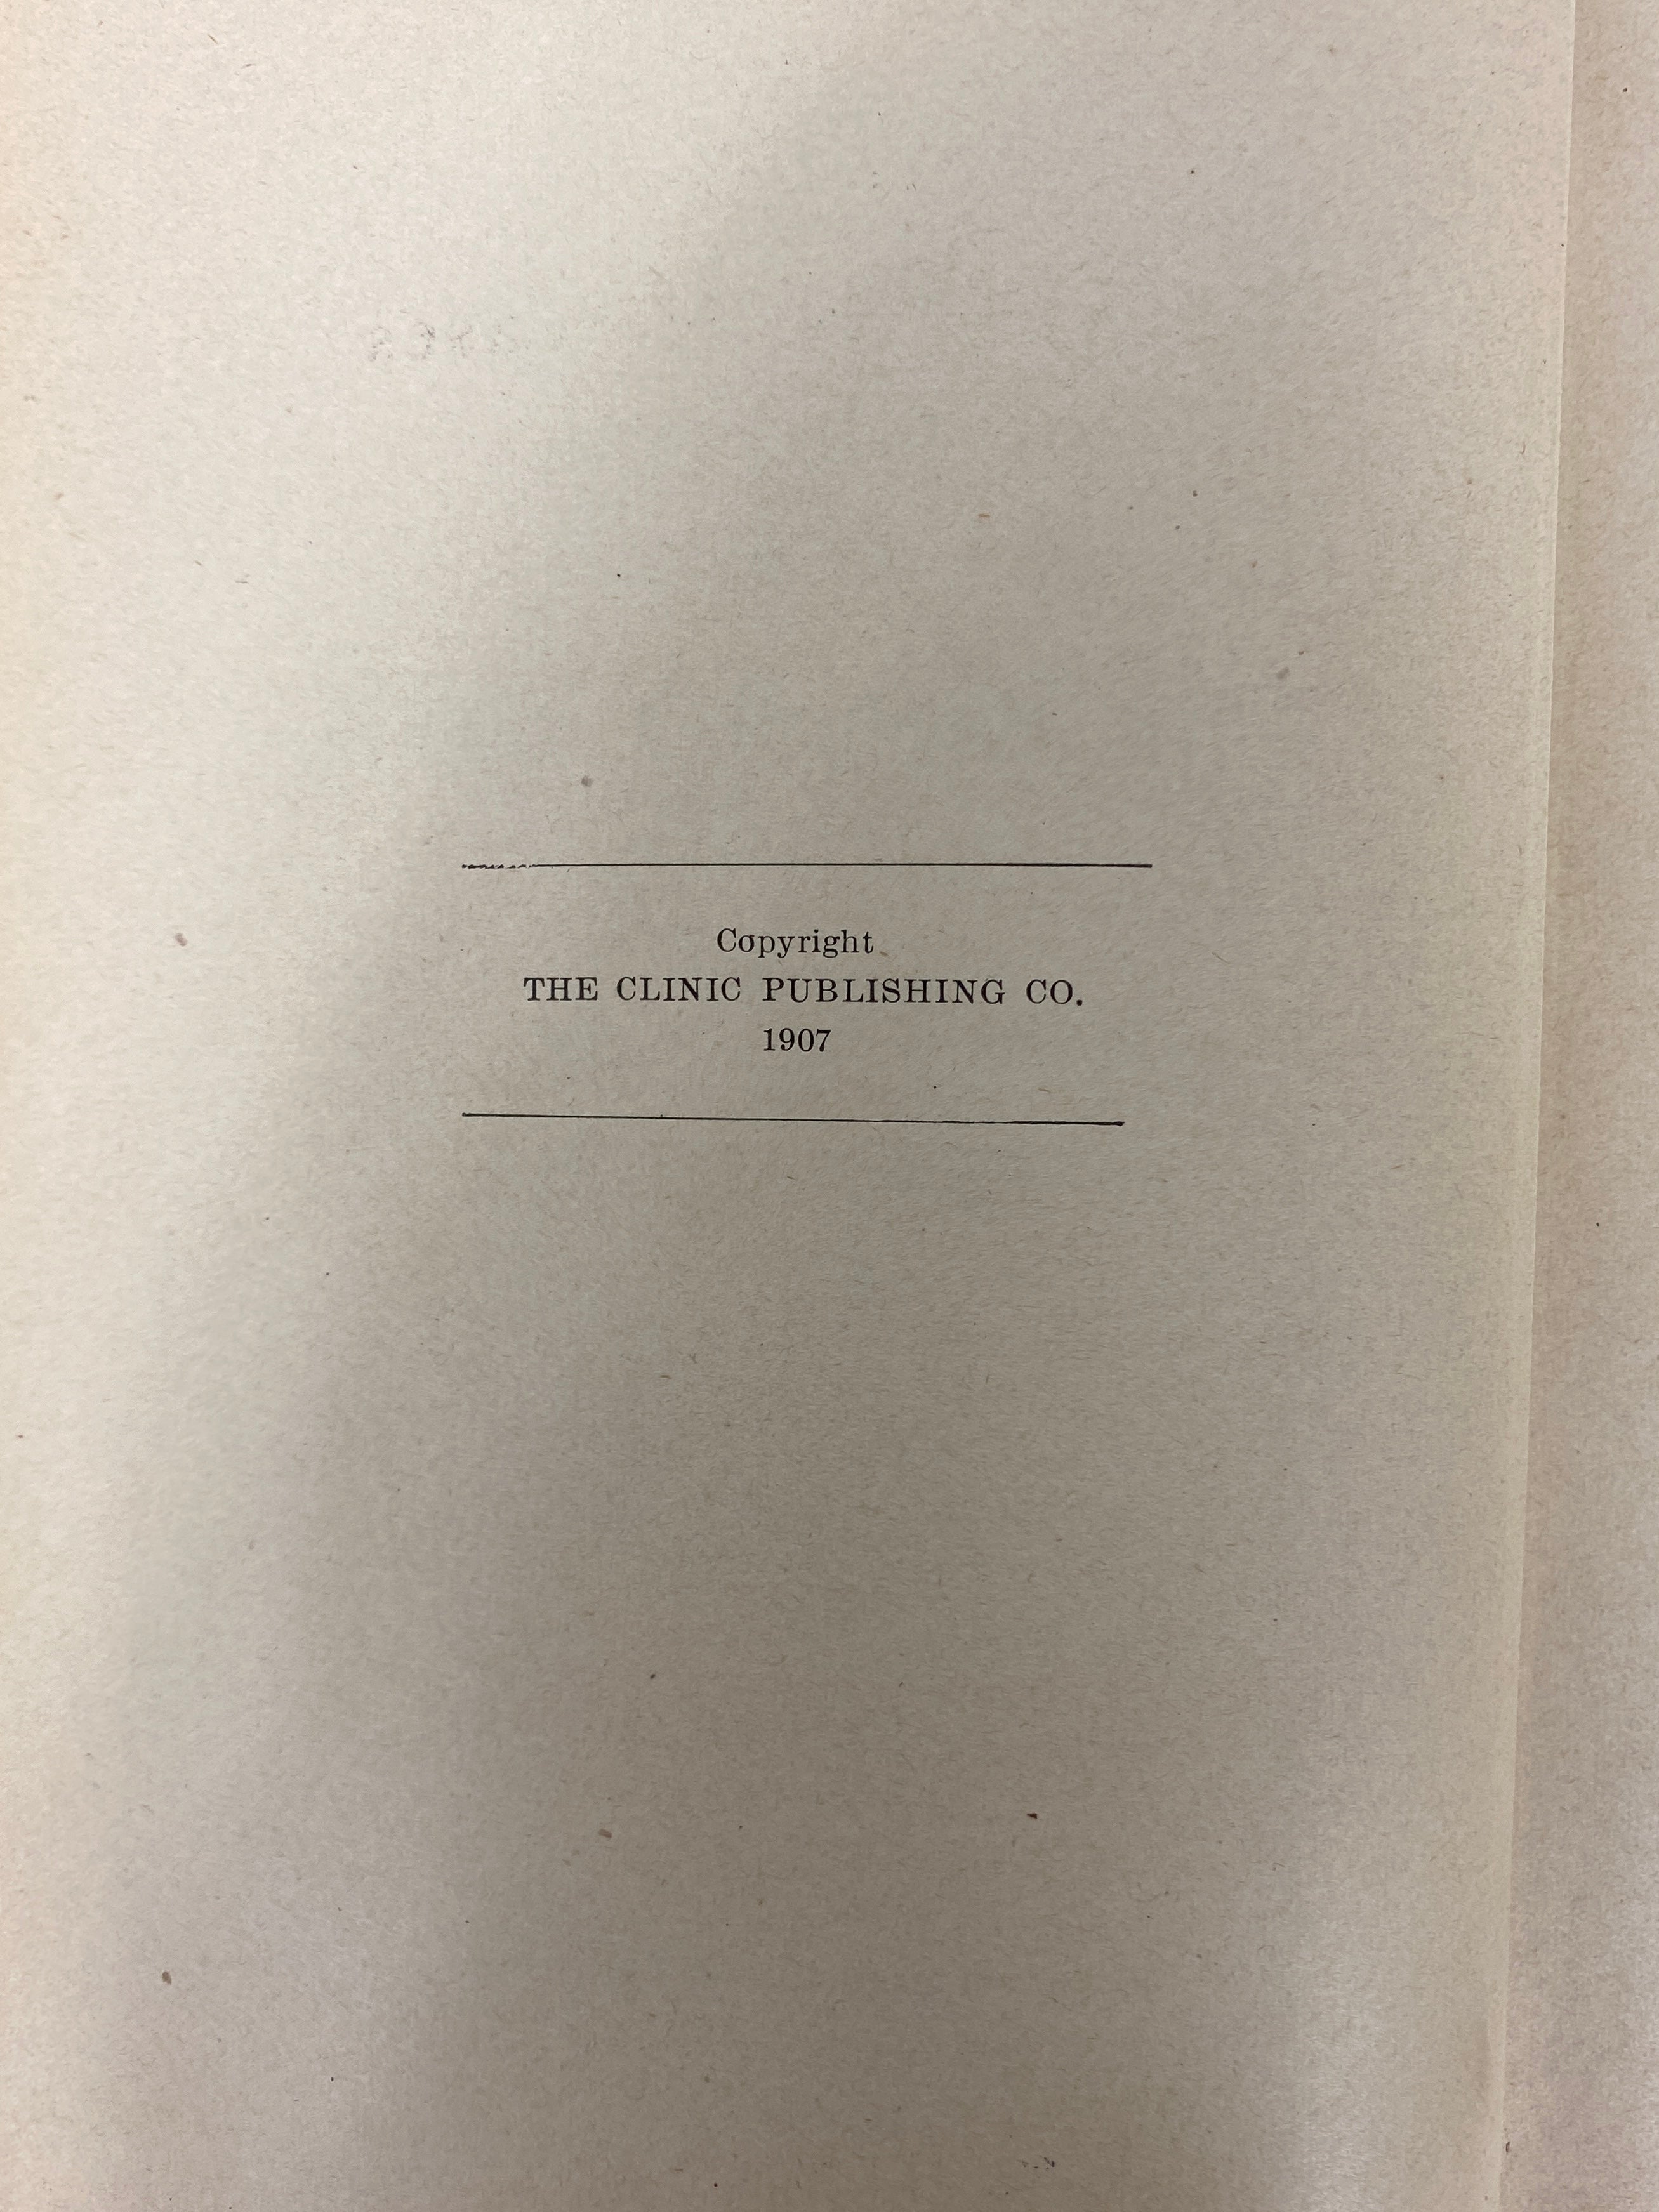 Copyright
THE CLINIC PUBLISHING CO.
1907